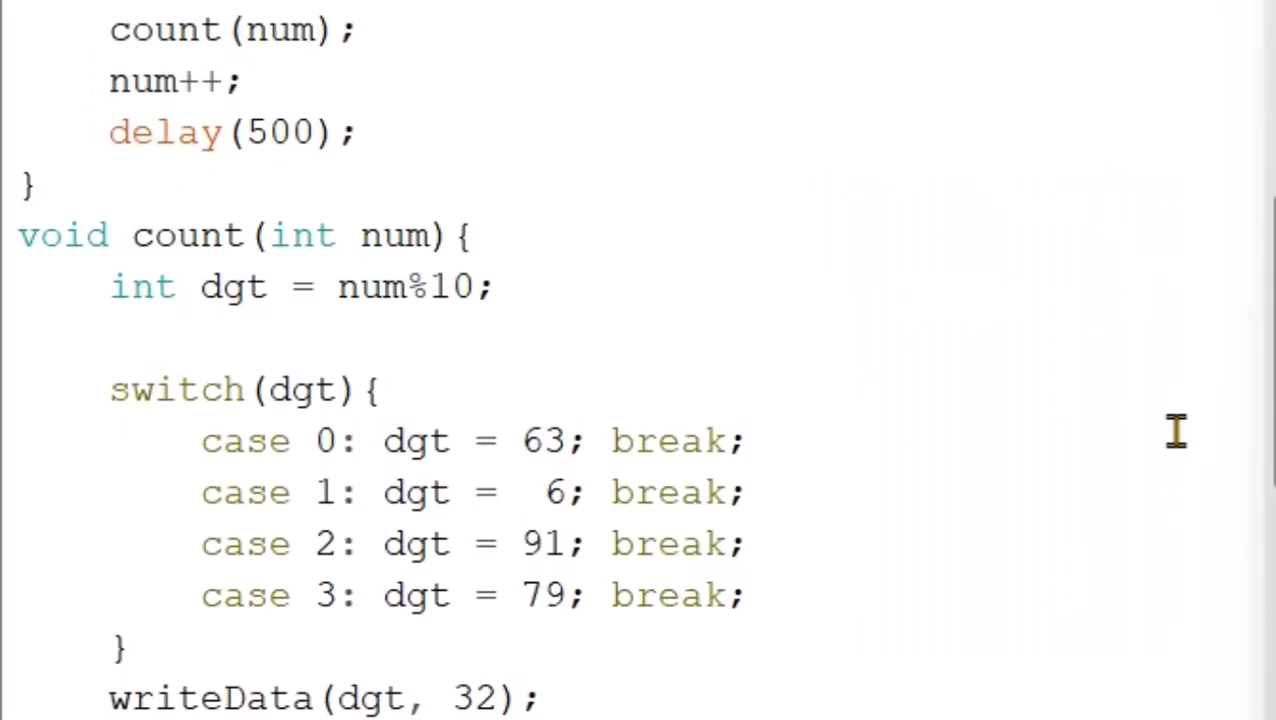 count(num);
num++;
delay(500);
}
void count(int num){
int dgt = num%10;
switch(dgt){
case 0: dgt = 63; break;
case 1: dgt =  6; break;
case 2: dgt = 91; break;
case 3: dgt = 79; break;
}
writeData(dgt, 32);